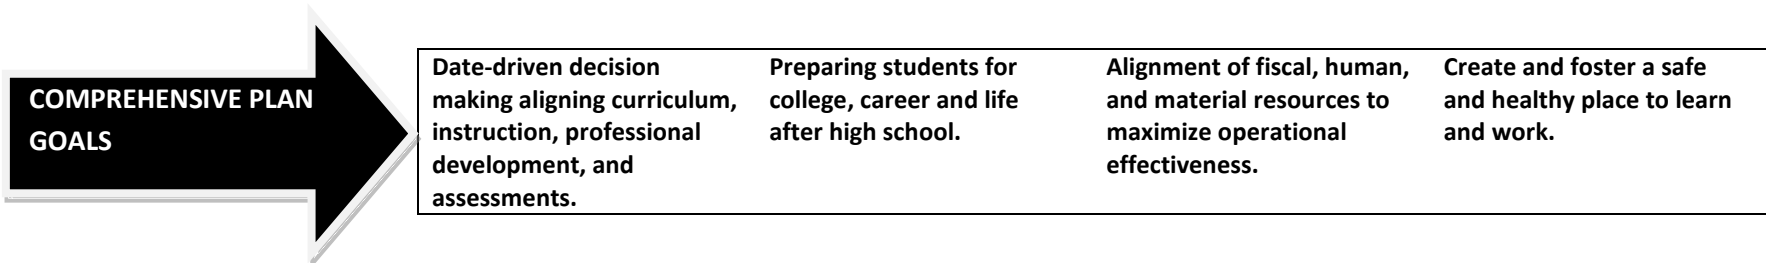 COMPREHENSIVE PLAN
GOALS
Date-driven decision
making aligning curriculum,
instruction, professional
development, and
assessments.
Preparing students for
college, career and life
after high school.
Alignment of fiscal, human,
and material resources to
maximize operational
effectiveness.
Create and foster a safe
and healthy place to learn
and work.